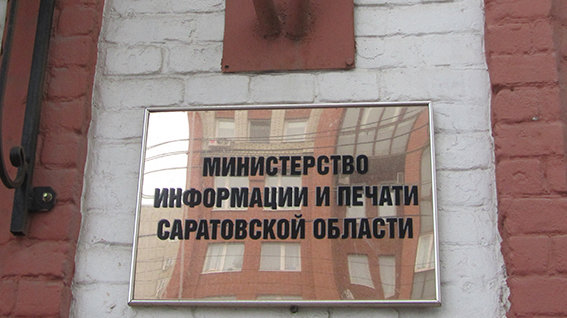 МИНИСТЕРСТВО
ИНФОРМАЦИИ И ПЕЧАТИ
САРАТОВСКОЙ ОБЛАСТИ